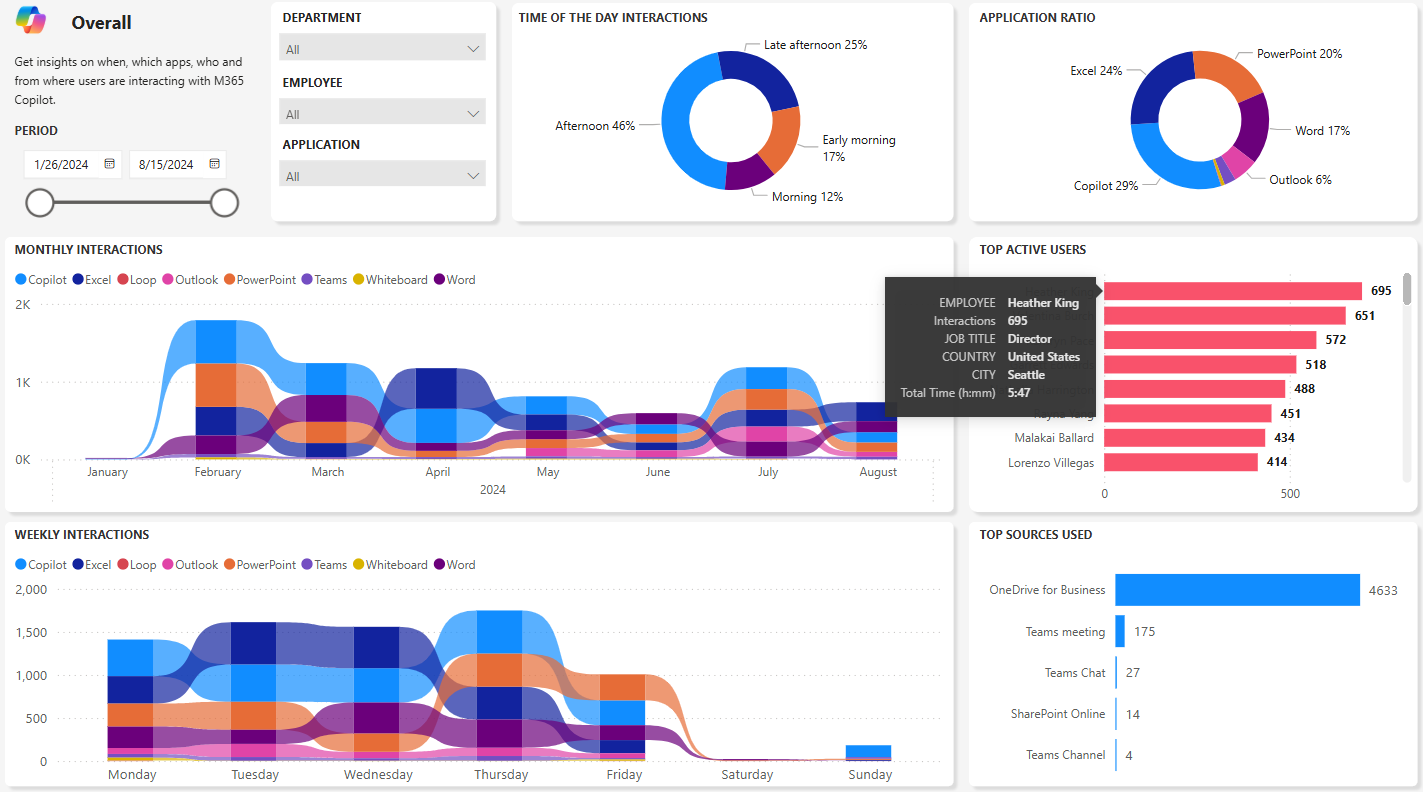 Overall
Get insights on when, which apps, who and
from where users are interacting with M365
Copilot.
PERIOD
1/26/2024
8/15/2024
DEPARTMENT
All
EMPLOYEE
All
APPLICATION
All
TIME OF THE DAY INTERACTIONS
Late afternoon 25%
Afternoon 46%
Early morning
17%
Morning 12%
APPLICATION RATIO
PowerPoint 20%
Excel 24%
Word 17%
Outlook 6%
Copilot 29%
MONTHLY INTERACTIONS
Copilot Excel Loop Outlook PowerPoint Teams Whiteboard Word
2K
1K
0K
January February March April May June July August
2024
TOP ACTIVE USERS
EMPLOYEE Heather King
Interactions 695
JOB TITLE Director
COUNTRY United States
CITY Seattle
Total Time (h:mm) 5:47
695
651
572
518
488
451
Malakai Ballard 434
Lorenzo Villegas 414
0 500
WEEKLY INTERACTIONS
Copilot Excel Loop Outlook PowerPoint Teams Whiteboard Word
2,000
1,500
1,000
500
0
Monday Tuesday Wednesday Thursday Friday Saturday Sunday
TOP SOURCES USED
OneDrive for Business 4633
Teams meeting 175
Teams Chat 27
SharePoint Online 14
Teams Channel 4